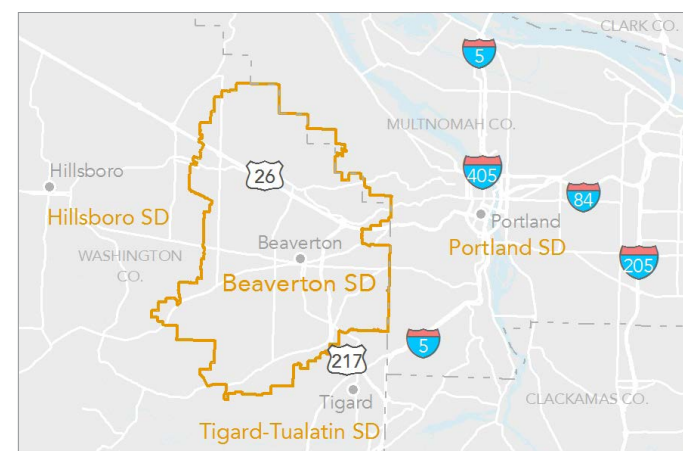 CLARK CO.
5
MULTNOMAH CO.
Hillsboro
26
405
84
Hillsboro SD
Portland
Beaverton
Portland SD
WASHINGTON
CO.
205
Beaverton SD
5
217
Tigard
CLACKAMAS CO.
Tigard-Tualatin SD